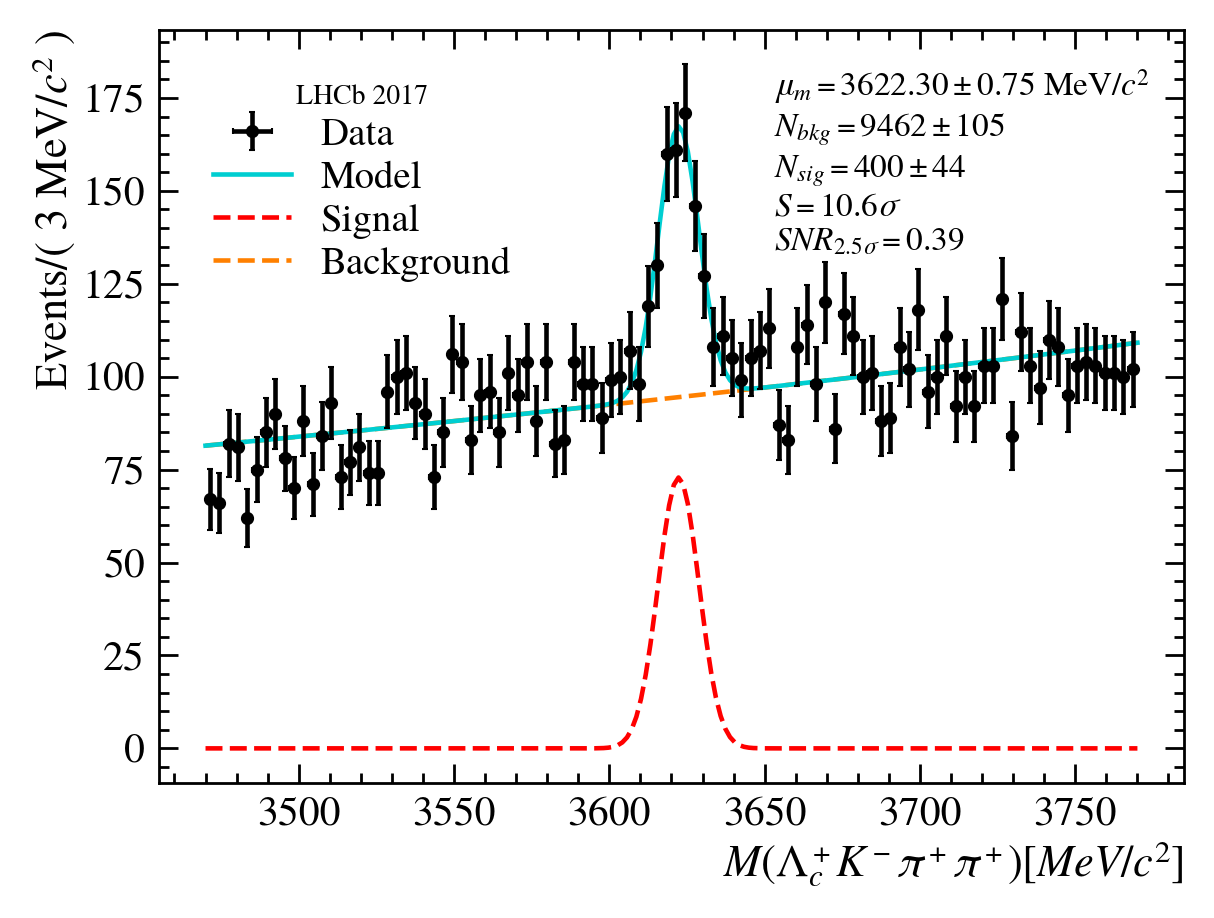 Events/( 3 MeV/c² )
175
150
125
100
75
50
25
0
LHCb 2017
Data
Model
Signal
Background
μₘ = 3622.30 ± 0.75 MeV/c²
N_bkg = 9462 ± 105
N_sig = 400 ± 44
S = 10.6σ
SNR_2.5σ = 0.39
3500 3550 3600 3650 3700 3750
M(Λ_c⁺K⁻π⁺π⁺)[MeV/c²]